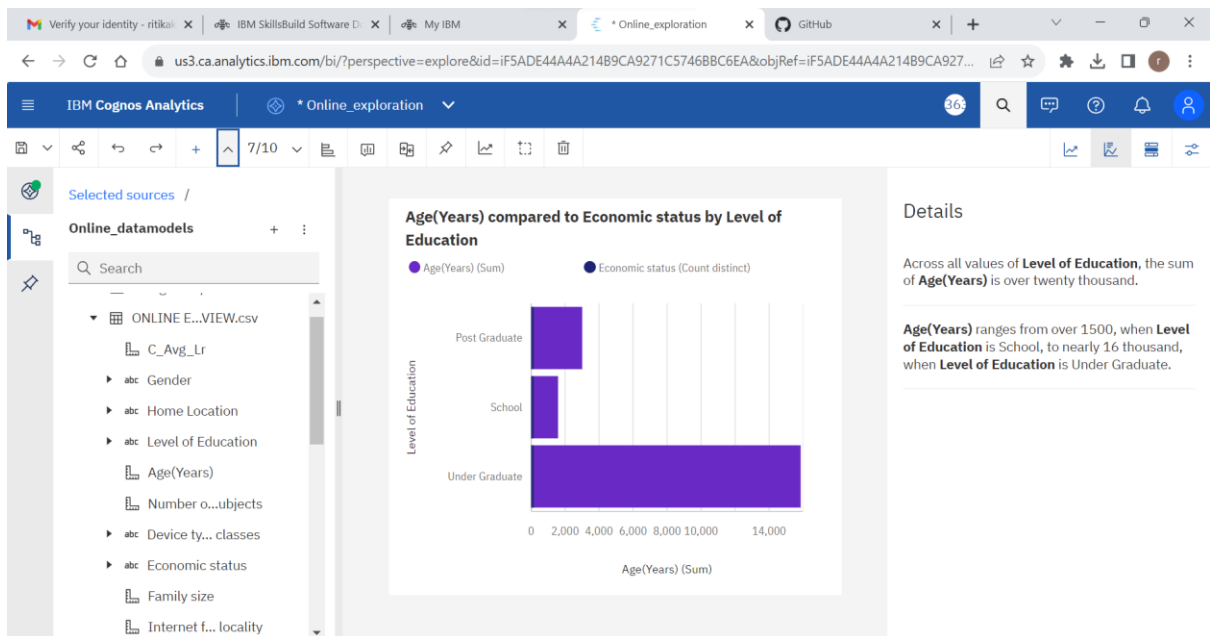 Verify your identity - ritikak
IBM SkillsBuild Software D
My IBM
* Online_exploration
GitHub
us3.ca.analytics.ibm.com/bi/?perspective=explore&id=iF5ADE44A4A214B9CA9271C5746BBC6EA&objRef=iF5ADE44A4A214B9CA927...
r
IBM Cognos Analytics
* Online_exploration
363
7/10
Selected sources /
Online_datamodels
Search
ONLINE E...VIEW.csv
C_Avg_Lr
abc Gender
abc Home Location
abc Level of Education
Age(Years)
Number o...ubjects
abc Device ty... classes
abc Economic status
Family size
Internet f... locality
Age(Years) compared to Economic status by Level of
Education
Age(Years) (Sum) Economic status (Count distinct)
Level of Education
Post Graduate
School
Under Graduate
0 2,000 4,000 6,000 8,000 10,000 14,000
Age(Years) (Sum)
Details
Across all values of Level of Education, the sum
of Age(Years) is over twenty thousand.
Age(Years) ranges from over 1500, when Level
of Education is School, to nearly 16 thousand,
when Level of Education is Under Graduate.